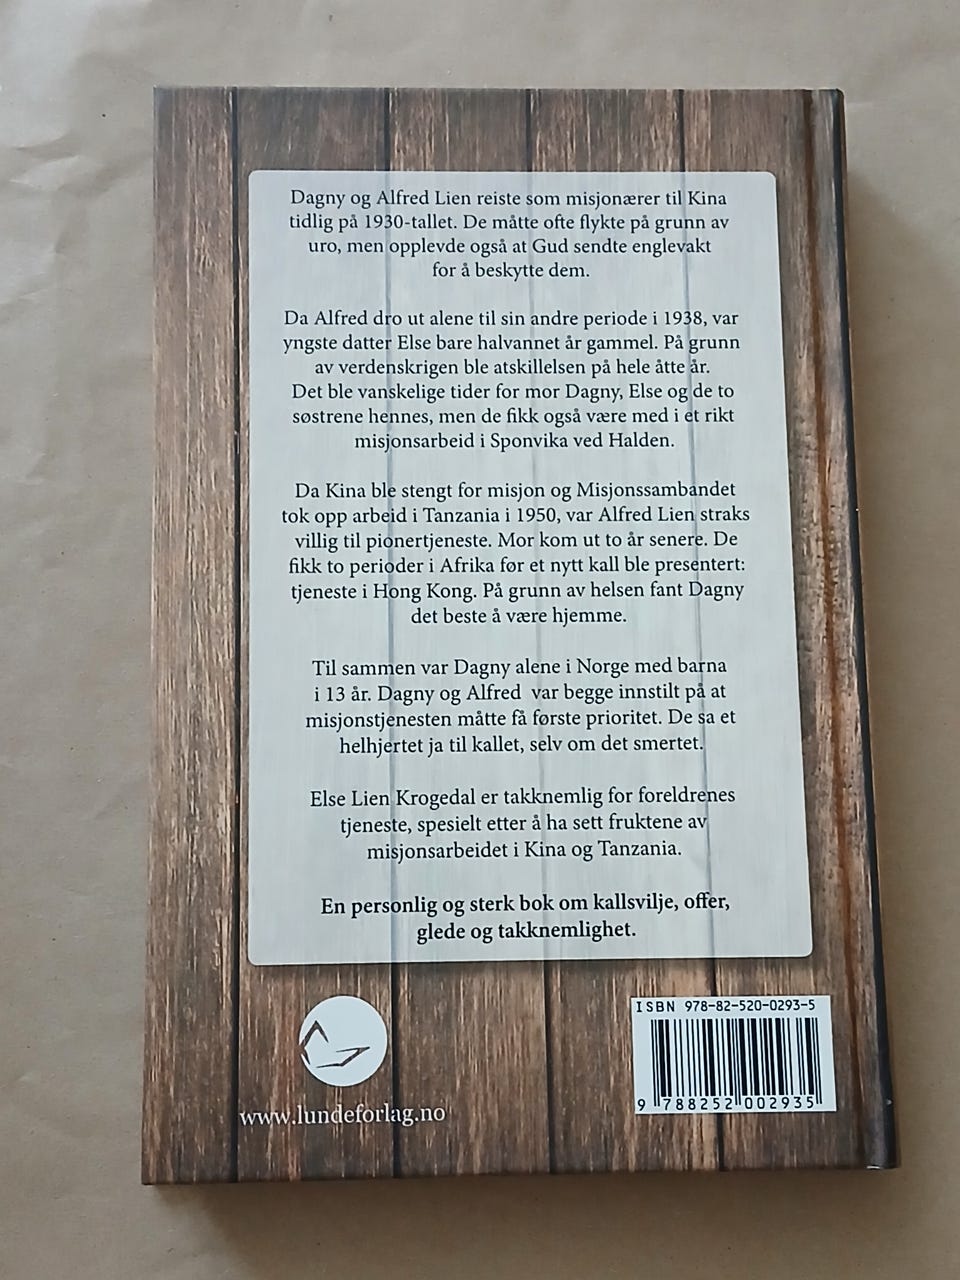 Dagny og Alfred Lien reiste som misjonærer til Kina
tidlig på 1930-tallet. De måtte ofte flykte på grunn av
uro, men opplevde også at Gud sendte englevakt
for å beskytte dem.
Da Alfred dro ut alene til sin andre periode i 1938, var
yngste datter Else bare halvannet år gammel. På grunn
av verdenskrigen ble atskillelsen på hele åtte år.
Det ble vanskelige tider for mor Dagny, Else og de to
søstrene hennes, men de fikk også være med i et rikt
misjonsarbeid i Sponvika ved Halden.
Da Kina ble stengt for misjon og Misjonssambandet
tok opp arbeid i Tanzania i 1950, var Alfred Lien straks
villig til pionertjeneste. Mor kom ut to år senere. De
fikk to perioder i Afrika før et nytt kall ble presentert:
tjeneste i Hong Kong. På grunn av helsen fant Dagny
det beste å være hjemme.
Til sammen var Dagny alene i Norge med barna
i 13 år. Dagny og Alfred  var begge innstilt på at
misjonstjenesten måtte få første prioritet. De sa et
helhjertet ja til kallet, selv om det smertet.
Else Lien Krogedal er takknemlig for foreldrenes
tjeneste, spesielt etter å ha sett fruktene av
misjonsarbeidet i Kina og Tanzania.
En personlig og sterk bok om kallsvilje, offer,
glede og takknemlighet.
ISBN 978-82-520-0293-5
9 788252 002935
www.lundeforlag.no